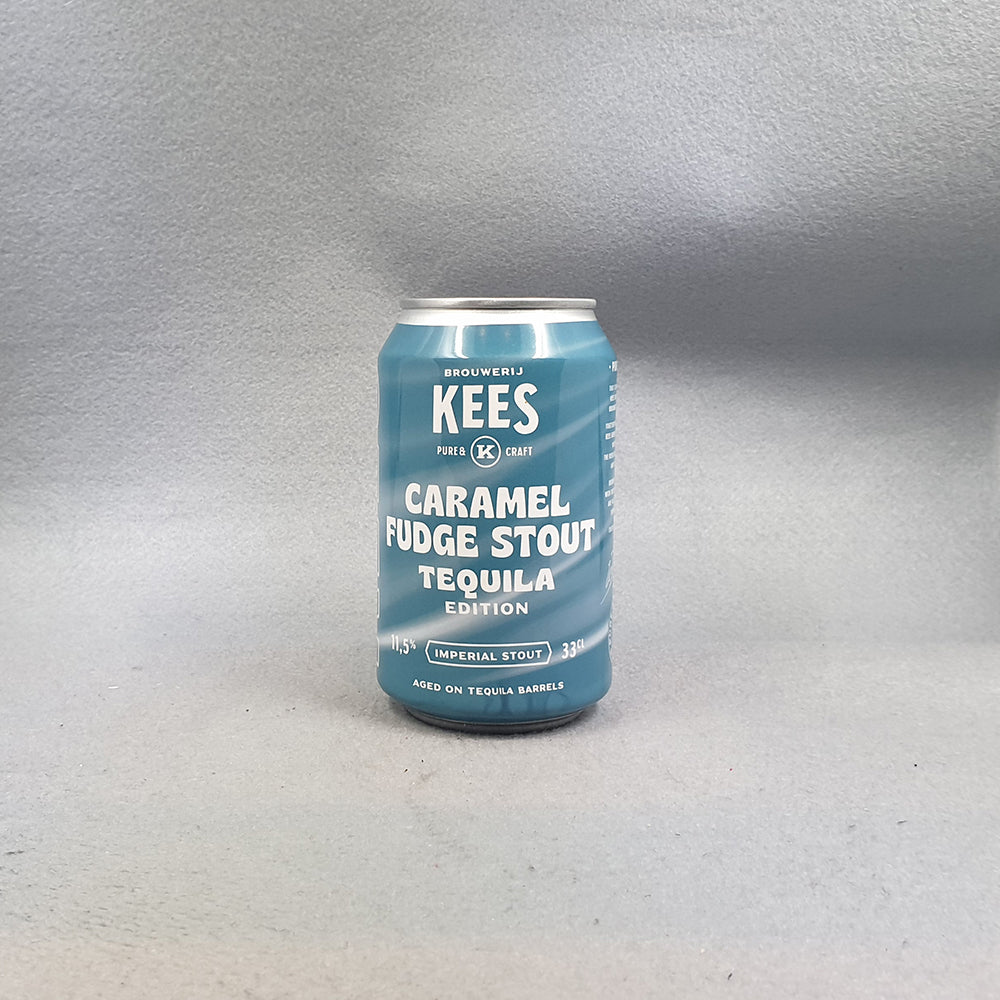 BROUWERIJ
KEES
PURE & K CRAFT
CARAMEL
FUDGE STOUT
TEQUILA
EDITION
11,5% IMPERIAL STOUT 33CL
AGED ON TEQUILA BARRELS